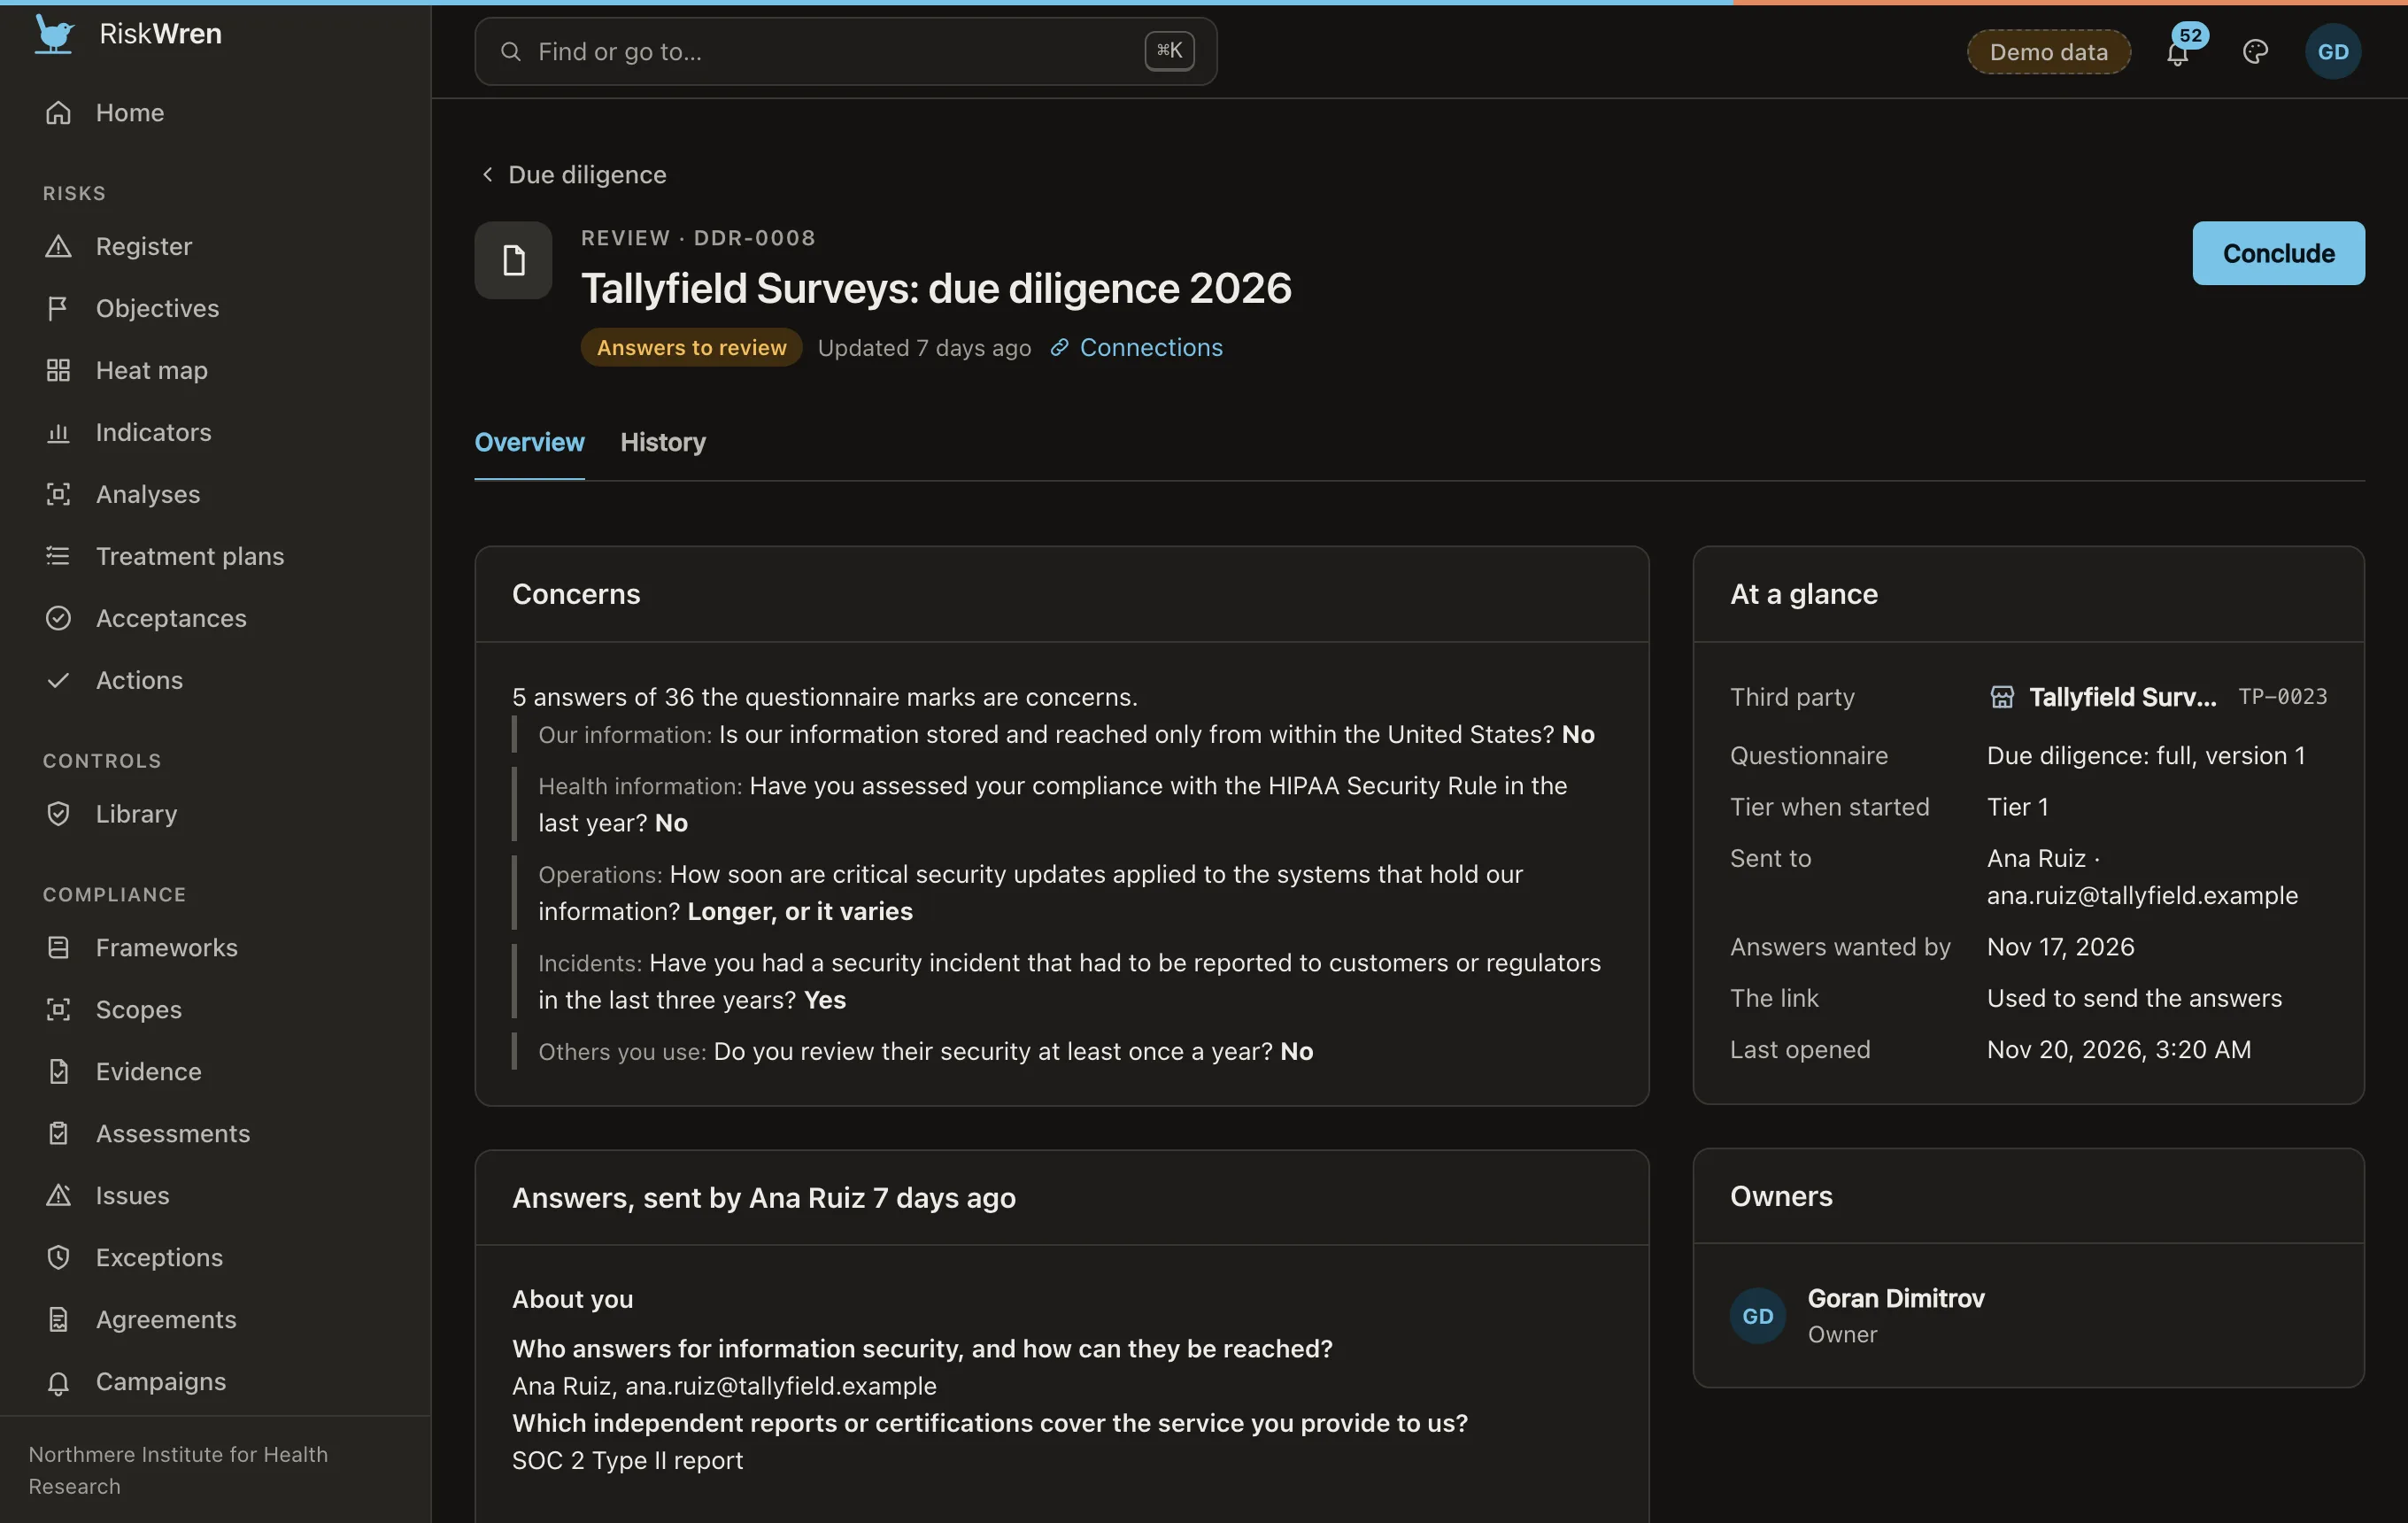 RiskWren
Find or go to...
⌘K
Demo data
52
GD
Home
RISKS
Register
Objectives
Heat map
Indicators
Analyses
Treatment plans
Acceptances
Actions
CONTROLS
Library
COMPLIANCE
Frameworks
Scopes
Evidence
Assessments
Issues
Exceptions
Agreements
Campaigns
Northmere Institute for Health
Research
Due diligence
REVIEW · DDR-0008
Tallyfield Surveys: due diligence 2026
Conclude
Answers to review Updated 7 days ago Connections
Overview History
Concerns
5 answers of 36 the questionnaire marks are concerns.
Our information: Is our information stored and reached only from within the United States? No
Health information: Have you assessed your compliance with the HIPAA Security Rule in the
last year? No
Operations: How soon are critical security updates applied to the systems that hold our
information? Longer, or it varies
Incidents: Have you had a security incident that had to be reported to customers or regulators
in the last three years? Yes
Others you use: Do you review their security at least once a year? No
Answers, sent by Ana Ruiz 7 days ago
About you
Who answers for information security, and how can they be reached?
Ana Ruiz, ana.ruiz@tallyfield.example
Which independent reports or certifications cover the service you provide to us?
SOC 2 Type II report
At a glance
Third party Tallyfield Surv... TP-0023
Questionnaire Due diligence: full, version 1
Tier when started Tier 1
Sent to Ana Ruiz ·
ana.ruiz@tallyfield.example
Answers wanted by Nov 17, 2026
The link Used to send the answers
Last opened Nov 20, 2026, 3:20 AM
Owners
GD
Goran Dimitrov
Owner